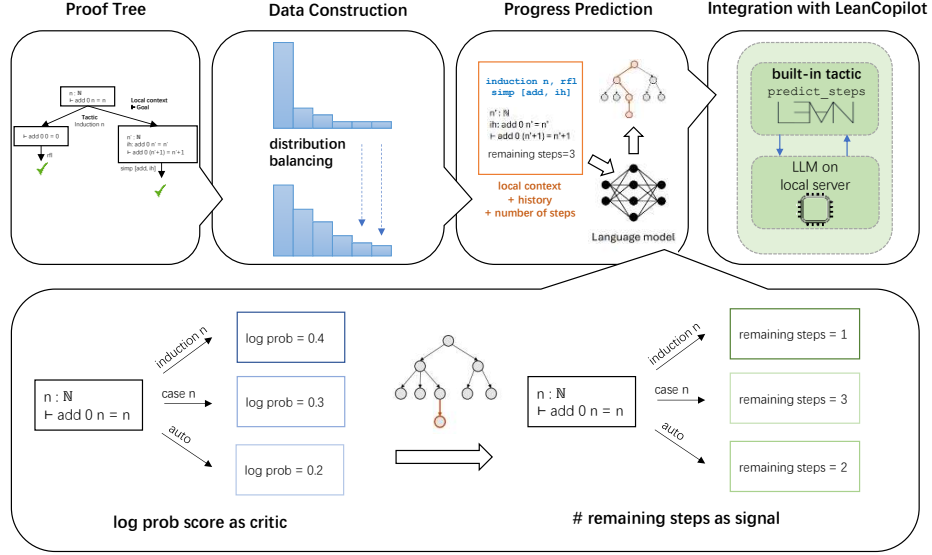 Proof Tree
Data Construction
Progress Prediction
Integration with LeanCopilot
n : ℕ
⊢ add 0 n = n
Local context
▶ Goal
Tactic
Induction n
⊢ add 0 0 = 0
n' : ℕ
ih: add 0 n' = n'
⊢ add 0 (n'+1) = n'+1
rfl
simp [add, ih]
distribution
balancing
induction n, rfl
simp [add, ih]
n' : ℕ
ih: add 0 n' = n'
⊢ add 0 (n'+1) = n'+1
remaining steps=3
local context
+ history
+ number of steps
Language model
built-in tactic
predict_steps
LEAN
LLM on
local server
n : ℕ
⊢ add 0 n = n
induction n
case n
auto
log prob = 0.4
log prob = 0.3
log prob = 0.2
log prob score as critic
n : ℕ
⊢ add 0 n = n
induction n
case n
auto
remaining steps = 1
remaining steps = 3
remaining steps = 2
# remaining steps as signal